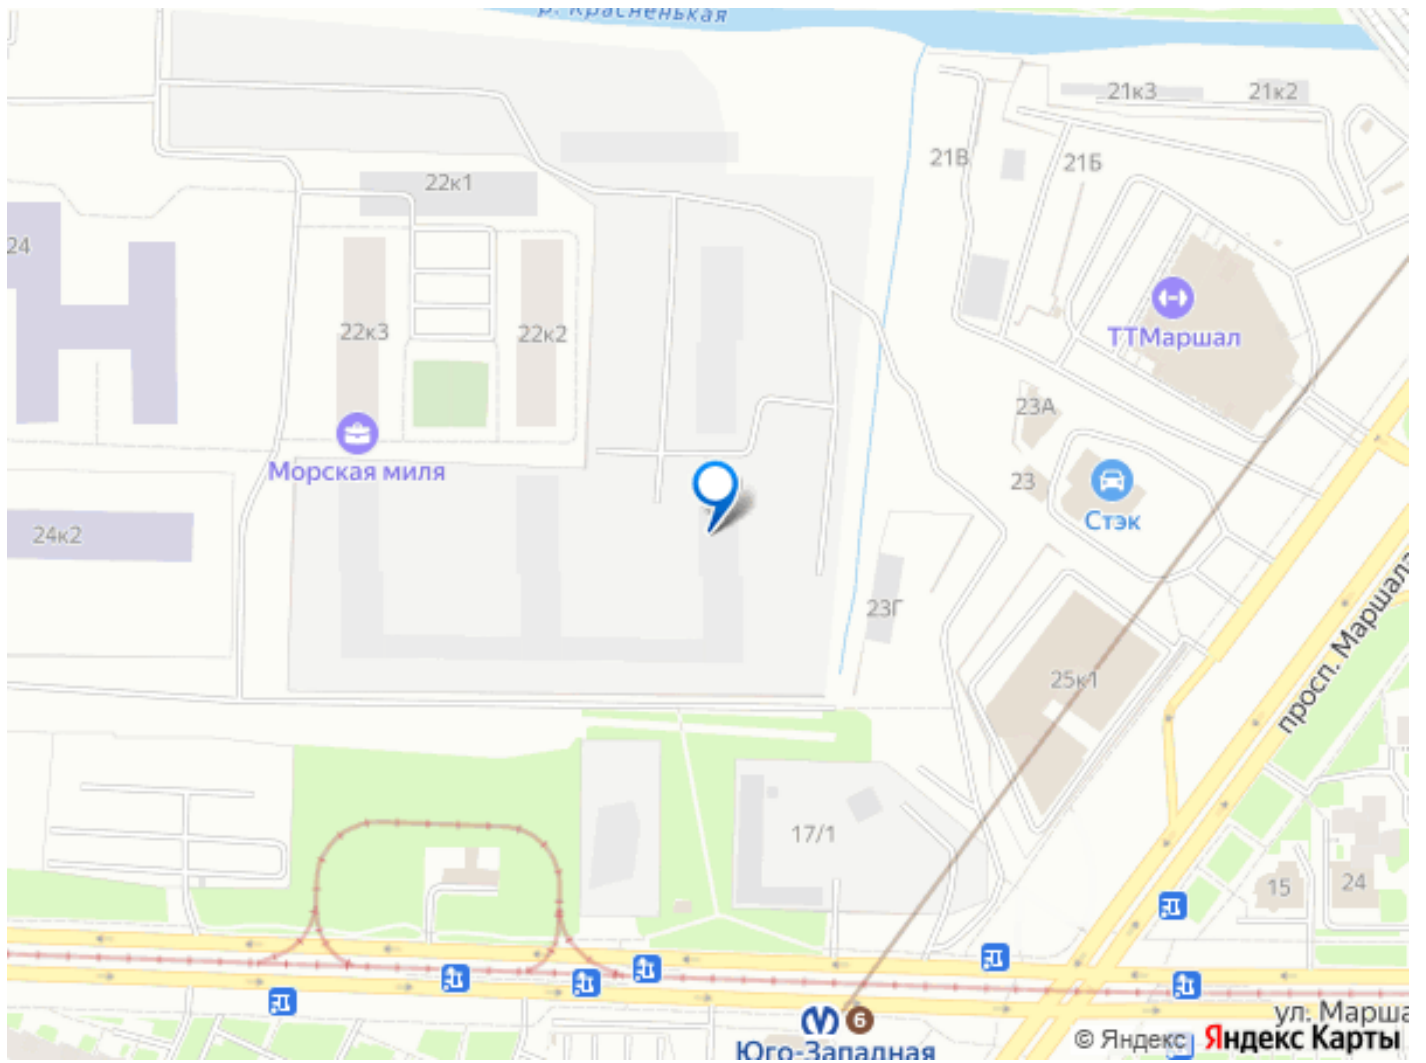 р. Красненькая
21к3
21к2
21В
21Б
22к1
24
22к3
22к2
ТТМаршал
23А
Морская миля
23
Стэк
24к2
23Г
25к1
просп. Маршала
17/1
15
24
6
Юго-Западная
ул. Марша
© Яндекс
Яндекс Карты